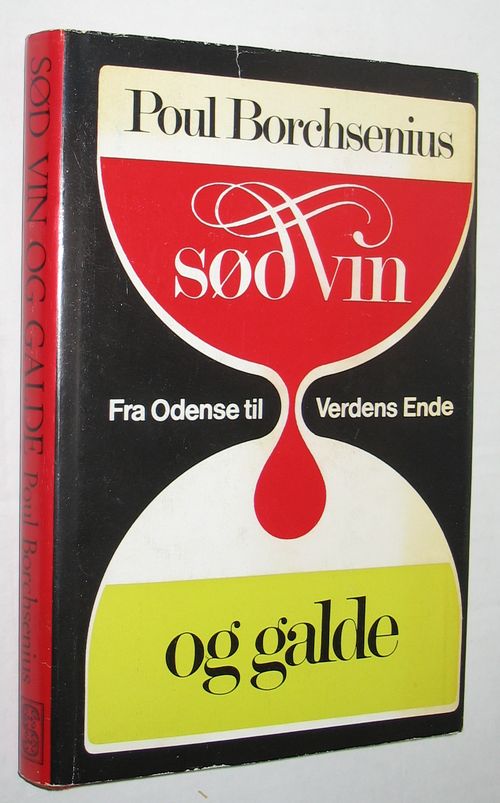 Poul Borchsenius
sød vin
Fra Odense til Verdens Ende
og galde
SØD VIN OG GALDE Poul Borchsenius